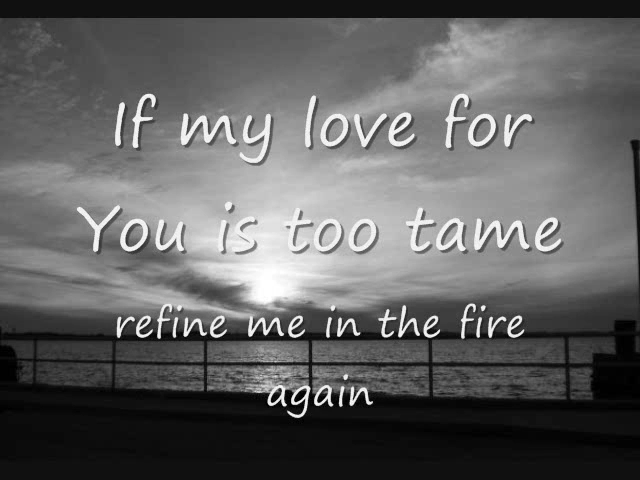 If my love for
You is too tame
refine me in the fire
again